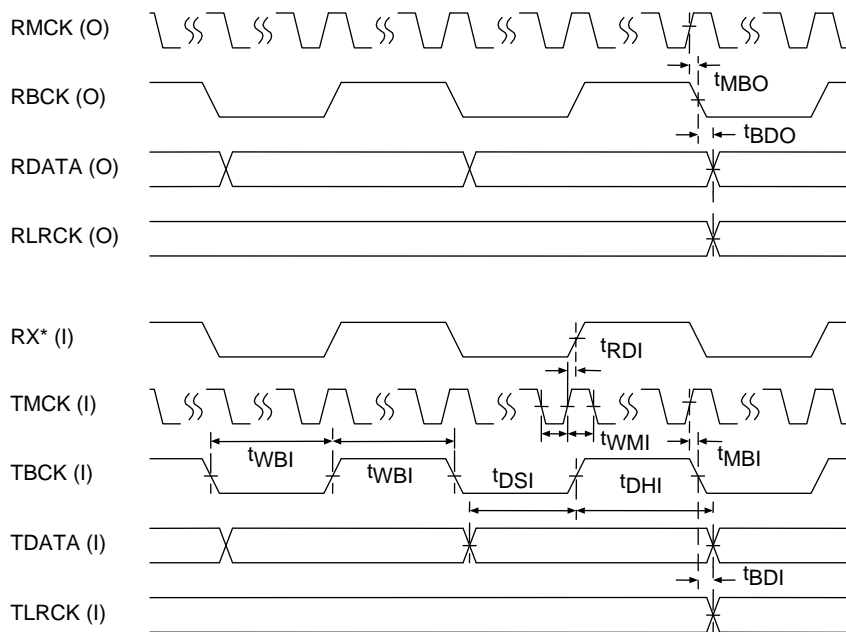 RMCK (O)
tMBO
RBCK (O)
tBDO
RDATA (O)
RLRCK (O)
RX* (I)
tRDI
TMCK (I)
tWMI
tMBI
tWBI
tWBI
tDSI
tDHI
TBCK (I)
TDATA (I)
tBDI
TLRCK (I)